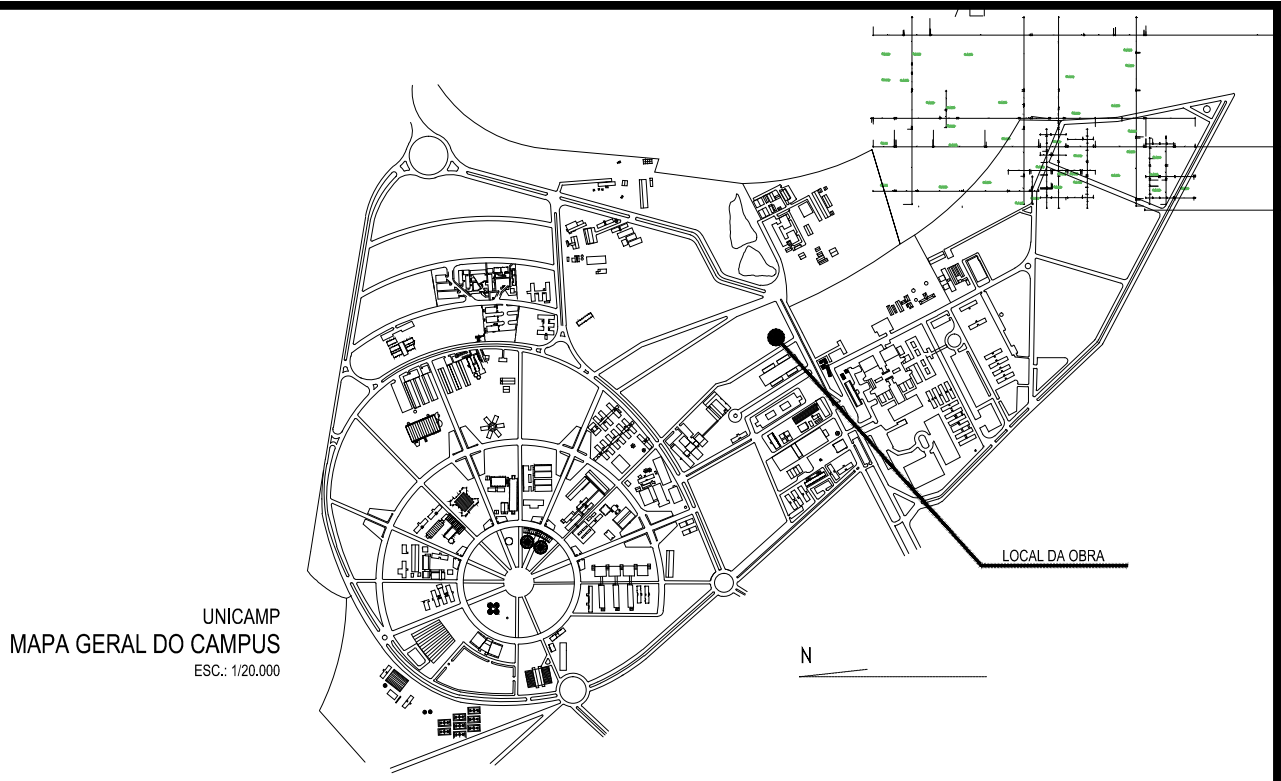 UNICAMP
MAPA GERAL DO CAMPUS
ESC.: 1/20.000
LOCAL DA OBRA
N